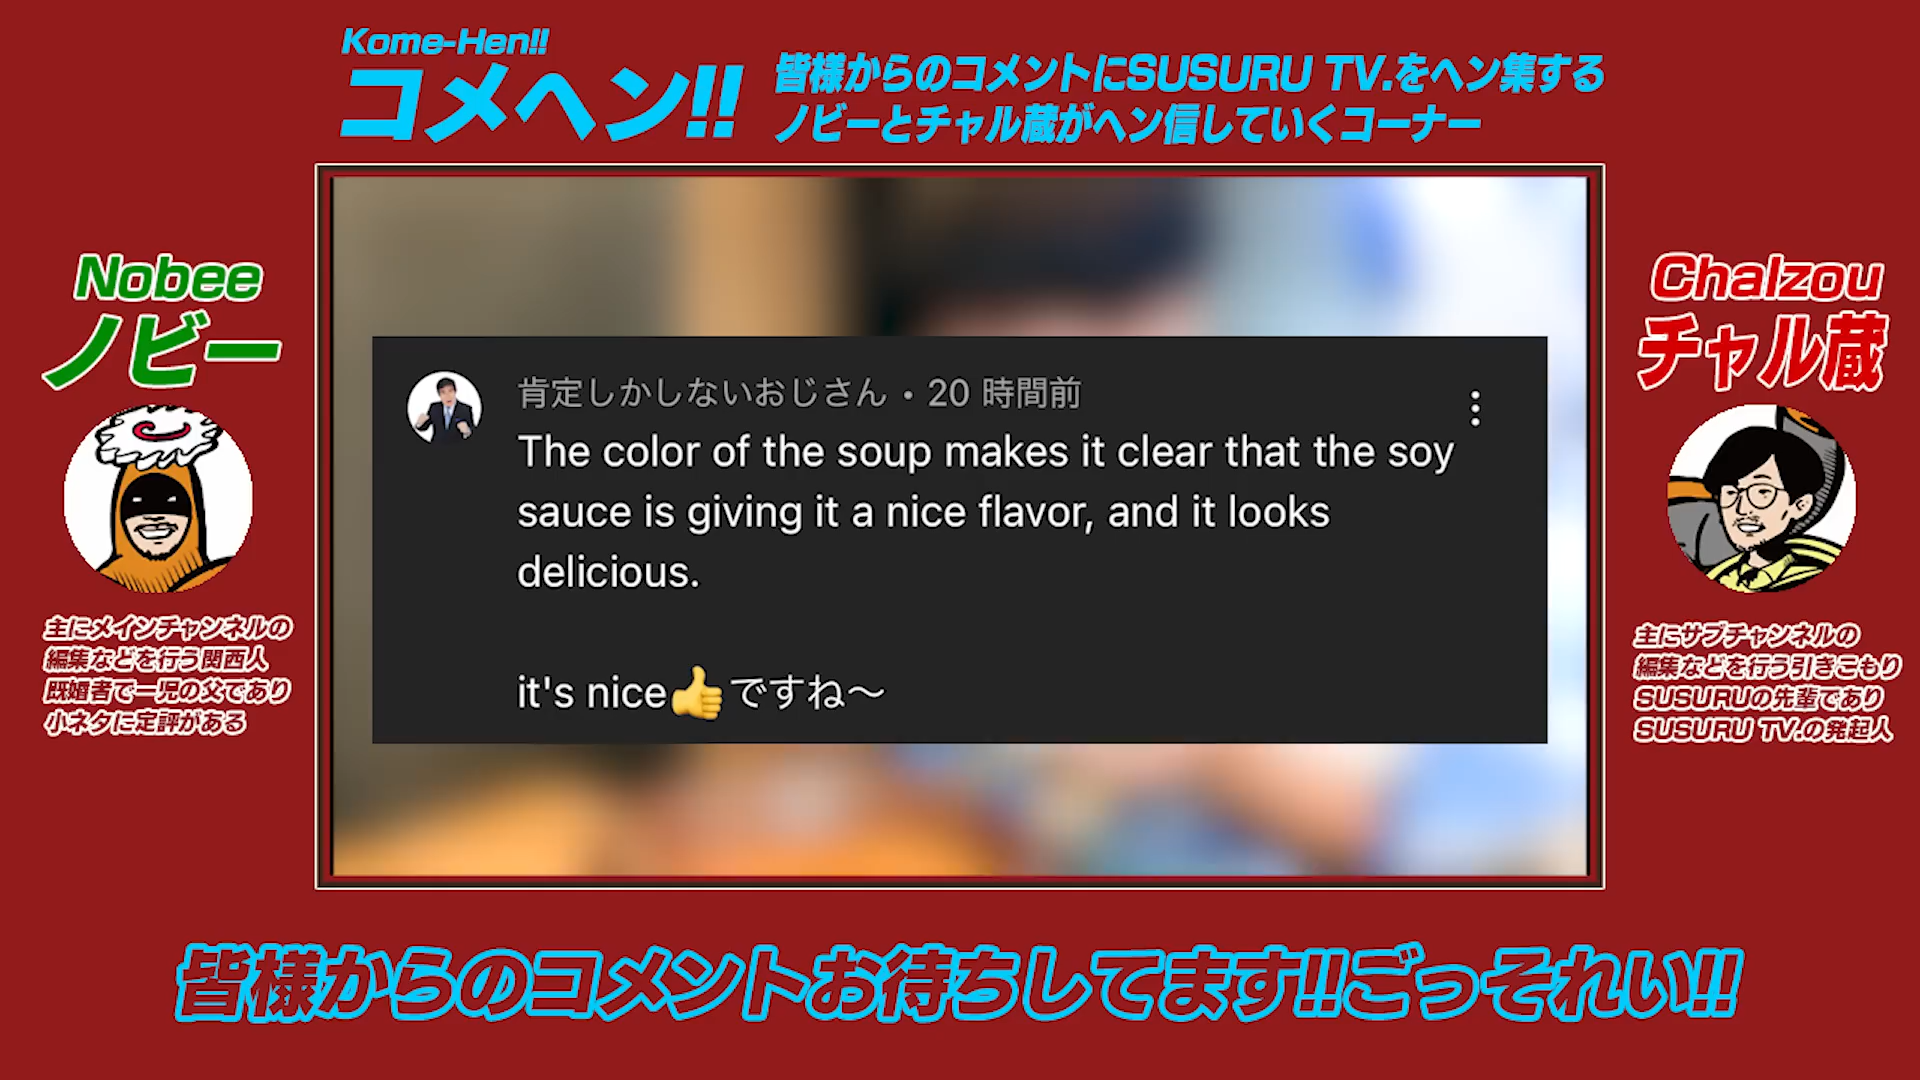 Kome-Hen!!
コメヘン!!
皆様からのコメントにSUSURU TV.をヘン集する
ノビーとチャル蔵がヘン信していくコーナー
Nobee
ノビー
主にメインチャンネルの
編集などを行う関西人
既婚者で一児の父であり
小ネタに定評がある
肯定しかしないおじさん・20 時間前
The color of the soup makes it clear that the soy
sauce is giving it a nice flavor, and it looks
delicious.
it's nice👍ですね〜
Chalzou
チャル蔵
主にサブチャンネルの
編集などを行う引きこもり
SUSURUの先輩であり
SUSURU TV.の発起人
皆様からのコメントお待ちしてます!!ごっそれい!!